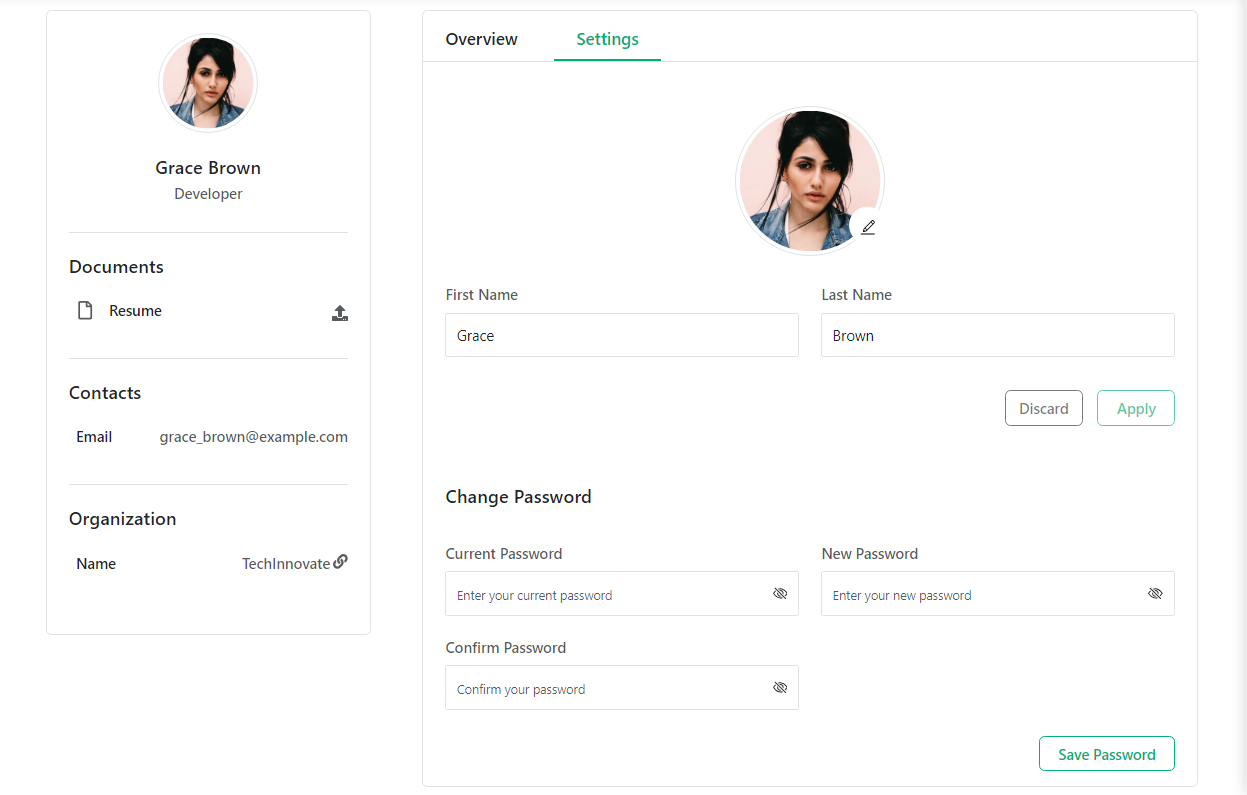 Grace Brown
Developer
Documents
Resume
Contacts
Email grace_brown@example.com
Organization
Name TechInnovate
Overview Settings
First Name Last Name
Grace Brown
Discard Apply
Change Password
Current Password New Password
Enter your current password Enter your new password
Confirm Password
Confirm your password
Save Password